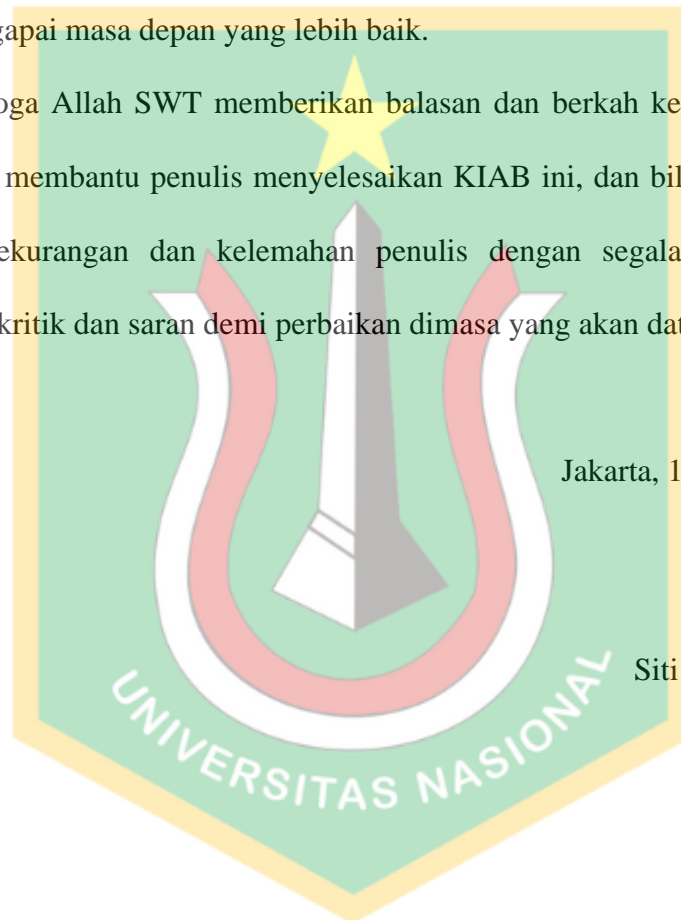 gapai masa depan yang lebih baik.
oga Allah SWT memberikan balasan dan berkah ke
membantu penulis menyelesaikan KIAB ini, dan bil
ekurangan dan kelemahan penulis dengan segala
kritik dan saran demi perbaikan dimasa yang akan dat
Jakarta, 1
Siti
UNIVERSITAS NASIONAL